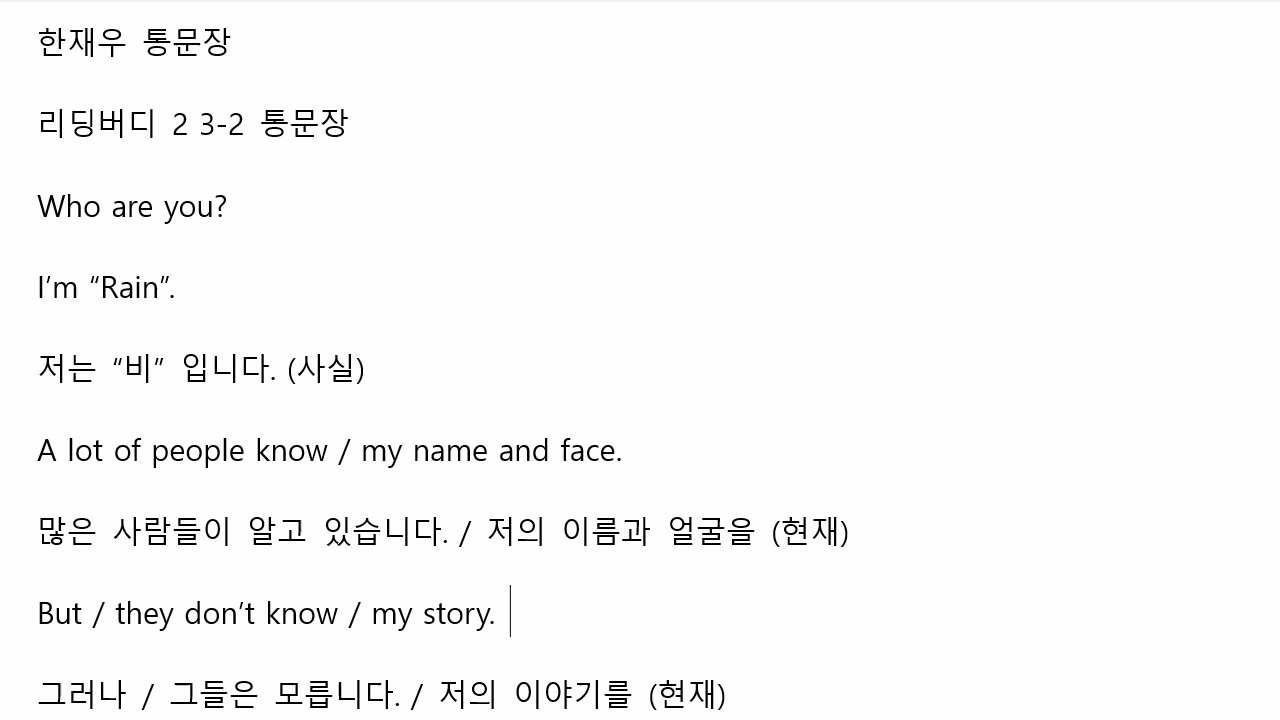 한재우 통문장
리딩버디 2 3-2 통문장
Who are you?
I’m “Rain”.
저는 “비” 입니다. (사실)
A lot of people know / my name and face.
많은 사람들이 알고 있습니다. / 저의 이름과 얼굴을 (현재)
But / they don’t know / my story.
그러나 / 그들은 모릅니다. / 저의 이야기를 (현재)